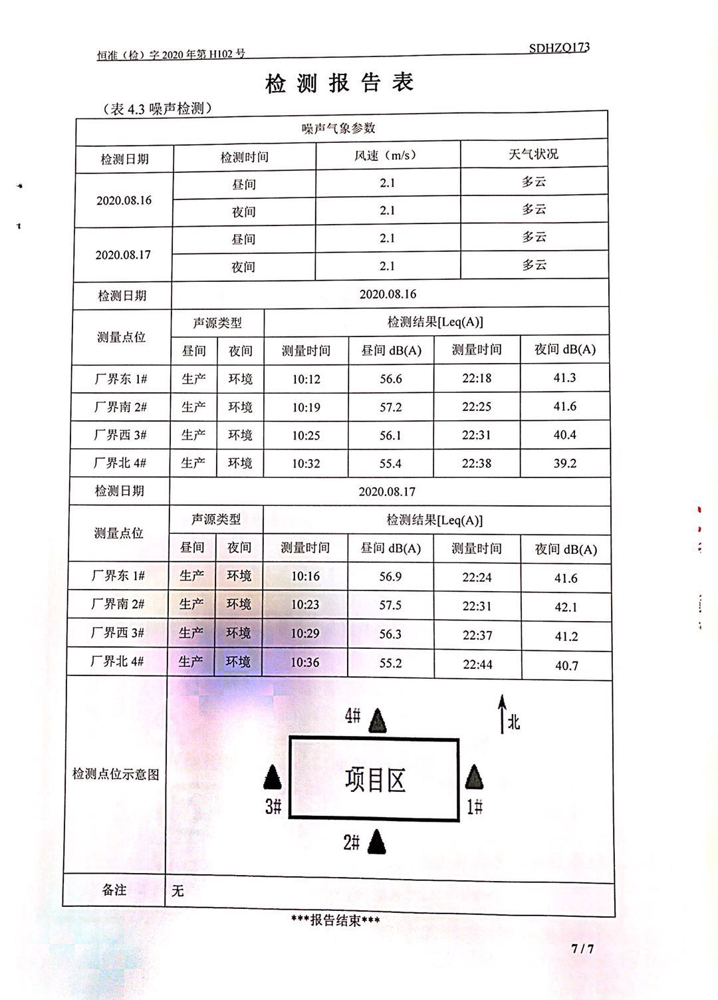 恒准（检）字 2020 年第 H102 号 SDHZQ173
检测报告表
（表 4.3 噪声检测）
噪声气象参数
检测日期 检测时间 风速（m/s） 天气状况
2020.08.16 昼间 2.1 多云
夜间 2.1 多云
2020.08.17 昼间 2.1 多云
夜间 2.1 多云
检测日期 2020.08.16
测量点位 声源类型 检测结果[Leq(A)]
昼间 夜间 测量时间 昼间 dB(A) 测量时间 夜间 dB(A)
厂界东 1# 生产 环境 10:12 56.6 22:18 41.3
厂界南 2# 生产 环境 10:19 57.2 22:25 41.6
厂界西 3# 生产 环境 10:25 56.1 22:31 40.4
厂界北 4# 生产 环境 10:32 55.4 22:38 39.2
检测日期 2020.08.17
测量点位 声源类型 检测结果[Leq(A)]
昼间 夜间 测量时间 昼间 dB(A) 测量时间 夜间 dB(A)
厂界东 1# 生产 环境 10:16 56.9 22:24 41.6
厂界南 2# 生产 环境 10:23 57.5 22:31 42.1
厂界西 3# 生产 环境 10:29 56.3 22:37 41.2
厂界北 4# 生产 环境 10:36 55.2 22:44 40.7
检测点位示意图
4#
北
项目区
3#
1#
2#
备注 无
***报告结束***
7 / 7